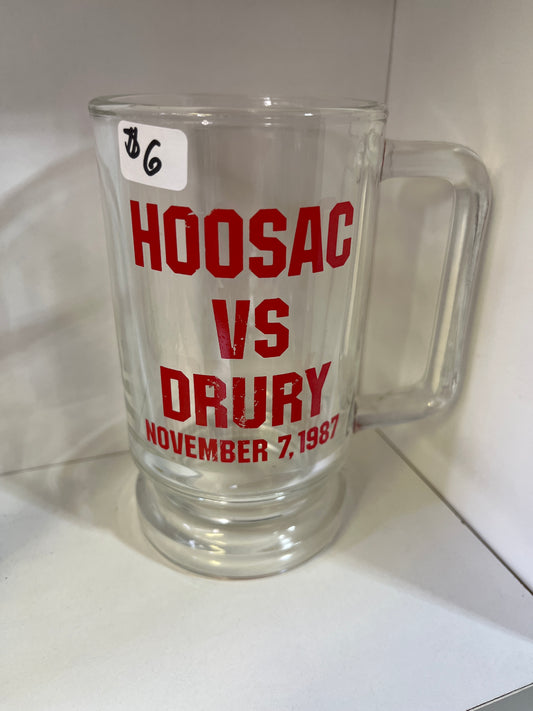 $6
HOOSAC
VS
DRURY
NOVEMBER 7, 1987